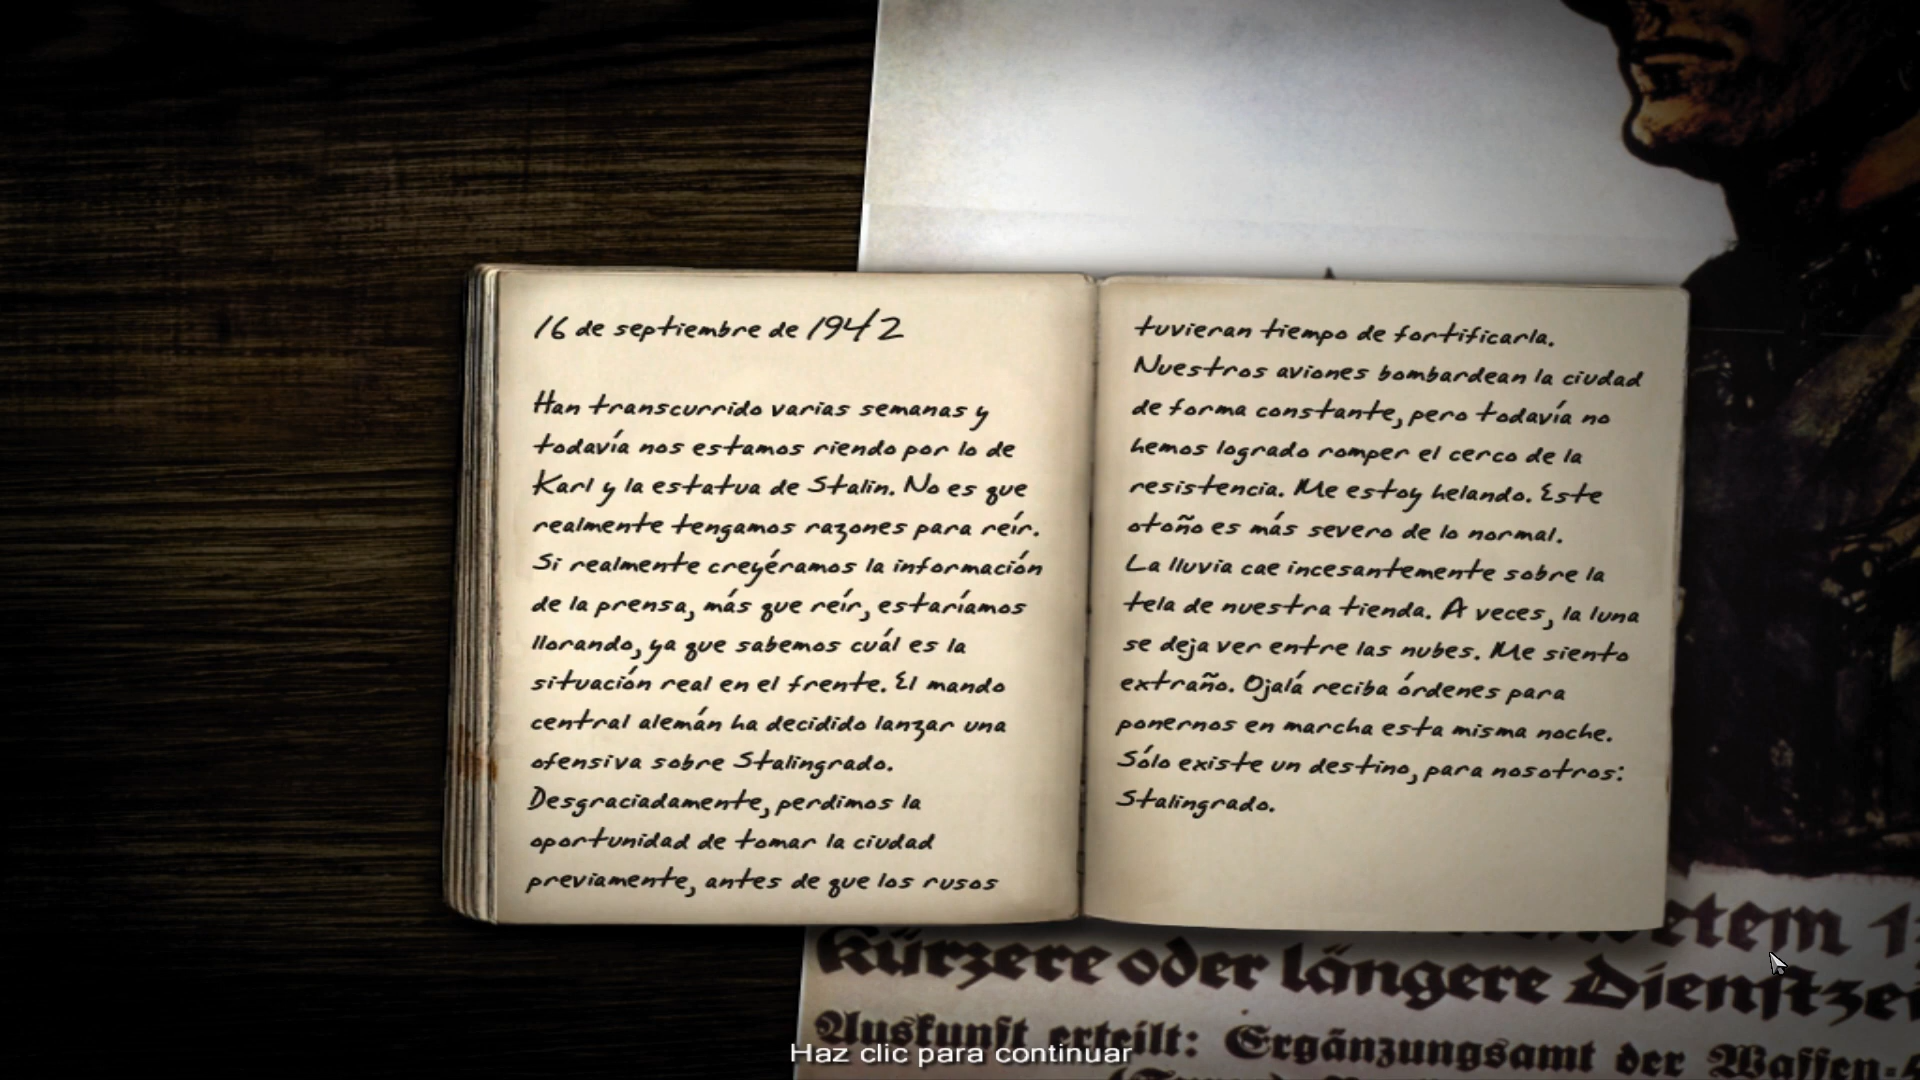 16 de septiembre de 1942
Han transcurrido varias semanas y
todavía nos estamos riendo por lo de
Karl y la estatua de Stalin. No es que
realmente tengamos razones para reír.
Si realmente creyéramos la información
de la prensa, más que reír, estaríamos
llorando, ya que sabemos cuál es la
situación real en el frente. El mando
central alemán ha decidido lanzar una
ofensiva sobre Stalingrado.
Desgraciadamente, perdimos la
oportunidad de tomar la ciudad
previamente, antes de que los rusos
tuvieran tiempo de fortificarla.
Nuestros aviones bombardean la ciudad
de forma constante, pero todavía no
hemos logrado romper el cerco de la
resistencia. Me estoy helando. Este
otoño es más severo de lo normal.
La lluvia cae incesantemente sobre la
tela de nuestra tienda. A veces, la luna
se deja ver entre las nubes. Me siento
extraño. Ojalá reciba órdenes para
ponernos en marcha esta misma noche.
Sólo existe un destino, para nosotros:
Stalingrado.
kürzere oder längere
Auskunft erteilt: Ergänzungsamt der
Haz clic para continuar